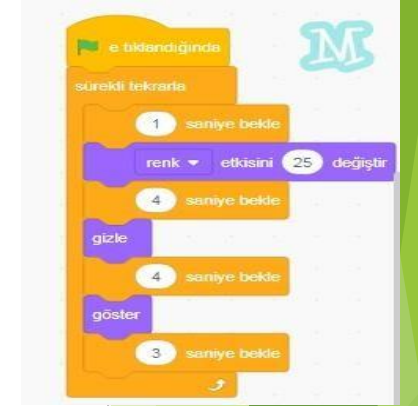 M
e tıklandığında
sürekli tekrarla
1 saniye bekle
renk etkisini 25 değiştir
4 saniye bekle
gizle
4 saniye bekle
göster
3 saniye bekle